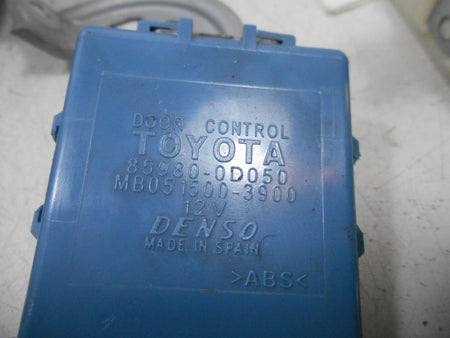 DOOR CONTROL
TOYOTA
85980-0D050
MB051500-3900
12V
DENSO
MADE IN SPAIN
>ABS<